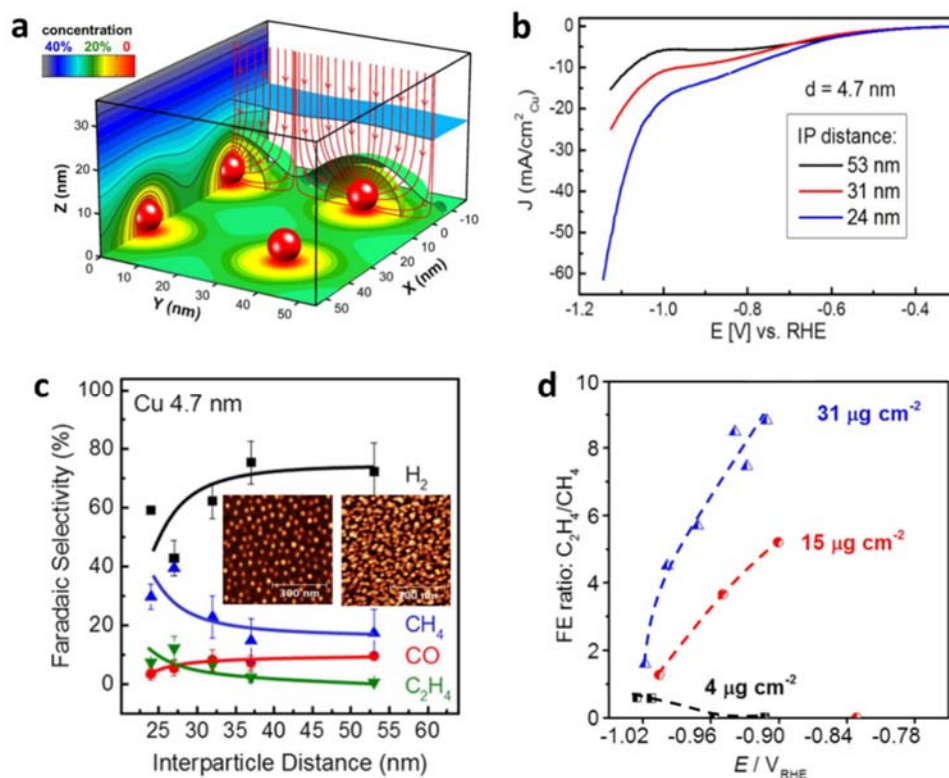 a
concentration
40% 20% 0
Z (nm)
30
20
10
0
0
10
20
30
40
50
Y (nm)
-10
0
10
20
30
40
50
X (nm)
b
J (mA/cm²Cu)
0
-10
-20
-30
-40
-50
-60
d = 4.7 nm
IP distance:
53 nm
31 nm
24 nm
-1.2 -1.0 -0.8 -0.6 -0.4
E [V] vs. RHE
c
Faradaic Selectivity (%)
100
80
60
40
20
0
Cu 4.7 nm
H₂
CH₄
CO
C₂H₄
25 30 35 40 45 50 55 60
Interparticle Distance (nm)
d
FE ratio: C₂H₄/CH₄
10
8
6
4
2
0
31 µg cm⁻²
15 µg cm⁻²
4 µg cm⁻²
-1.02 -0.96 -0.90 -0.84 -0.78
E / V_RHE